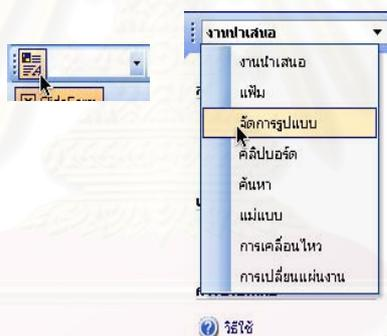 งานนำเสนอ
งานนำเสนอ
แฟ้ม
จัดการรูปแบบ
คลิปบอร์ด
ค้นหา
แม่แบบ
การเคลื่อนไหว
การเปลี่ยนแผ่นงาน
วิธีใช้